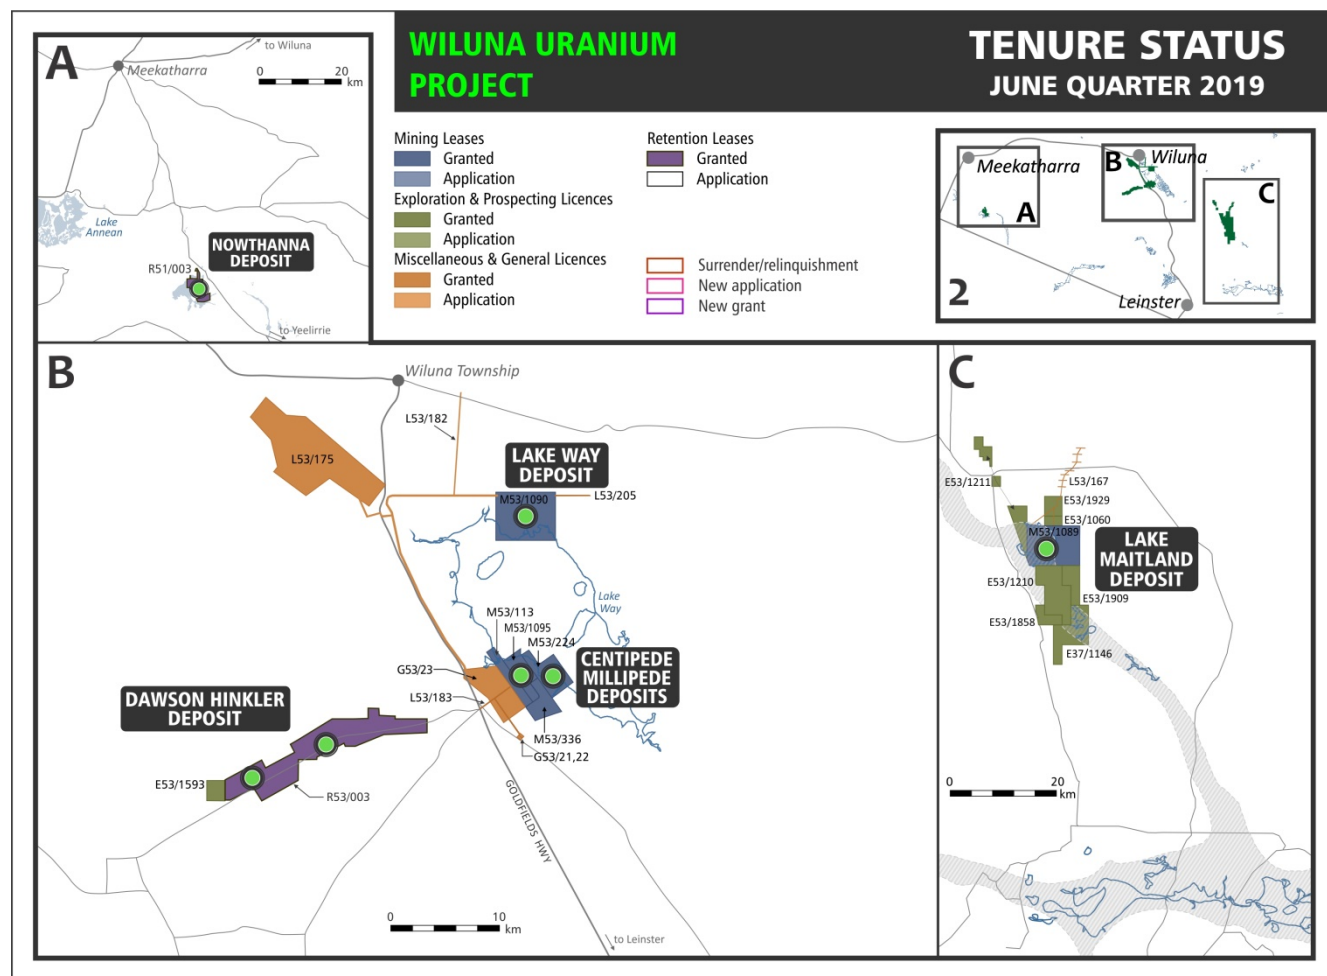 WILUNA URANIUM
PROJECT
TENURE STATUS
JUNE QUARTER 2019
A
to Wiluna
Meekatharra
0 20
km
Lake
Annean
NOWTHANNA
DEPOSIT
R51/003
to Yeelirrie
Mining Leases
Granted
Application
Exploration & Prospecting Licences
Granted
Application
Miscellaneous & General Licences
Granted
Application
Retention Leases
Granted
Application
Surrender/relinquishment
New application
New grant
Meekatharra
B
Wiluna
A
C
2
Leinster
B
Wiluna Township
L53/182
L53/175
LAKE WAY
DEPOSIT
M53/1090
L53/205
Lake
Way
M53/113
M53/1095
M53/224
G53/23
CENTIPEDE
MILLIPEDE
DEPOSITS
L53/183
DAWSON HINKLER
DEPOSIT
M53/336
G53/21,22
E53/1593
R53/003
GOLDFIELDS HWY
0 10
km
to Leinster
C
E53/1211
L53/167
E53/1929
E53/1060
M53/1089
LAKE
MAITLAND
DEPOSIT
E53/1210
E53/1909
E53/1858
E37/1146
0 20
km